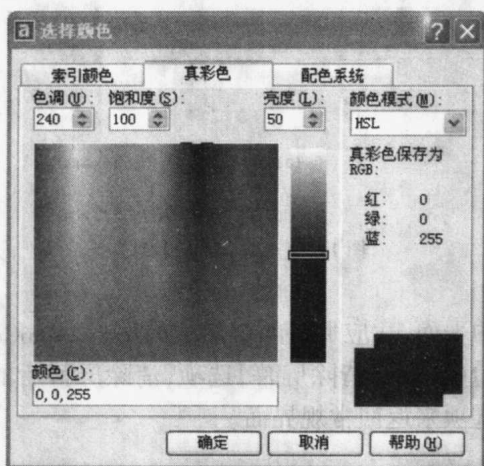 a 选择颜色 ? ×
索引颜色 真彩色 配色系统
色调(U): 饱和度(S): 亮度(L): 颜色模式(M):
240 100 50 HSL
真彩色保存为
RGB:
红: 0
绿: 0
蓝: 255
颜色(C):
0,0,255
确定 取消 帮助(H)